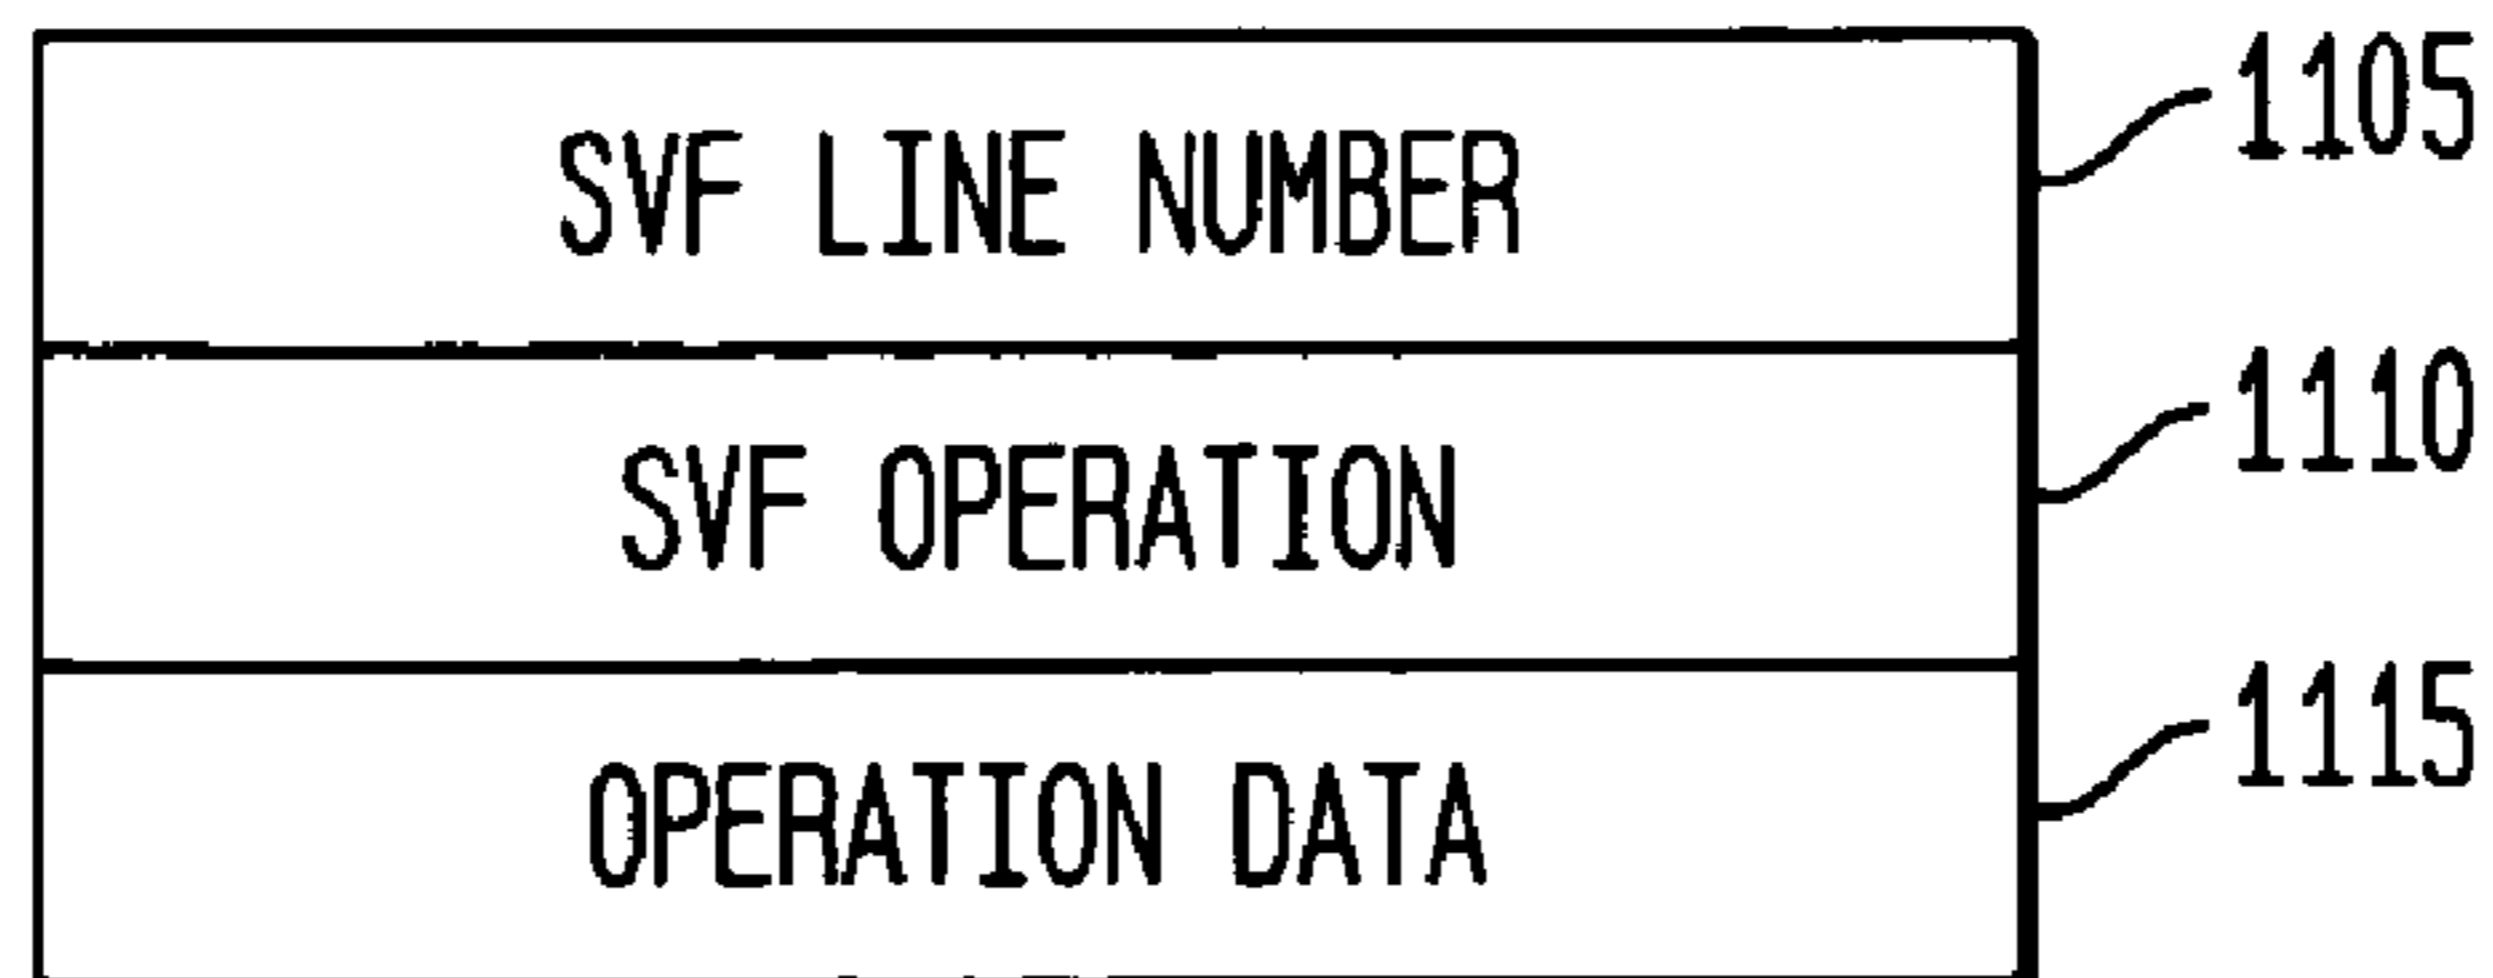 SVF LINE NUMBER 1105
SVF OPERATION 1110
OPERATION DATA 1115